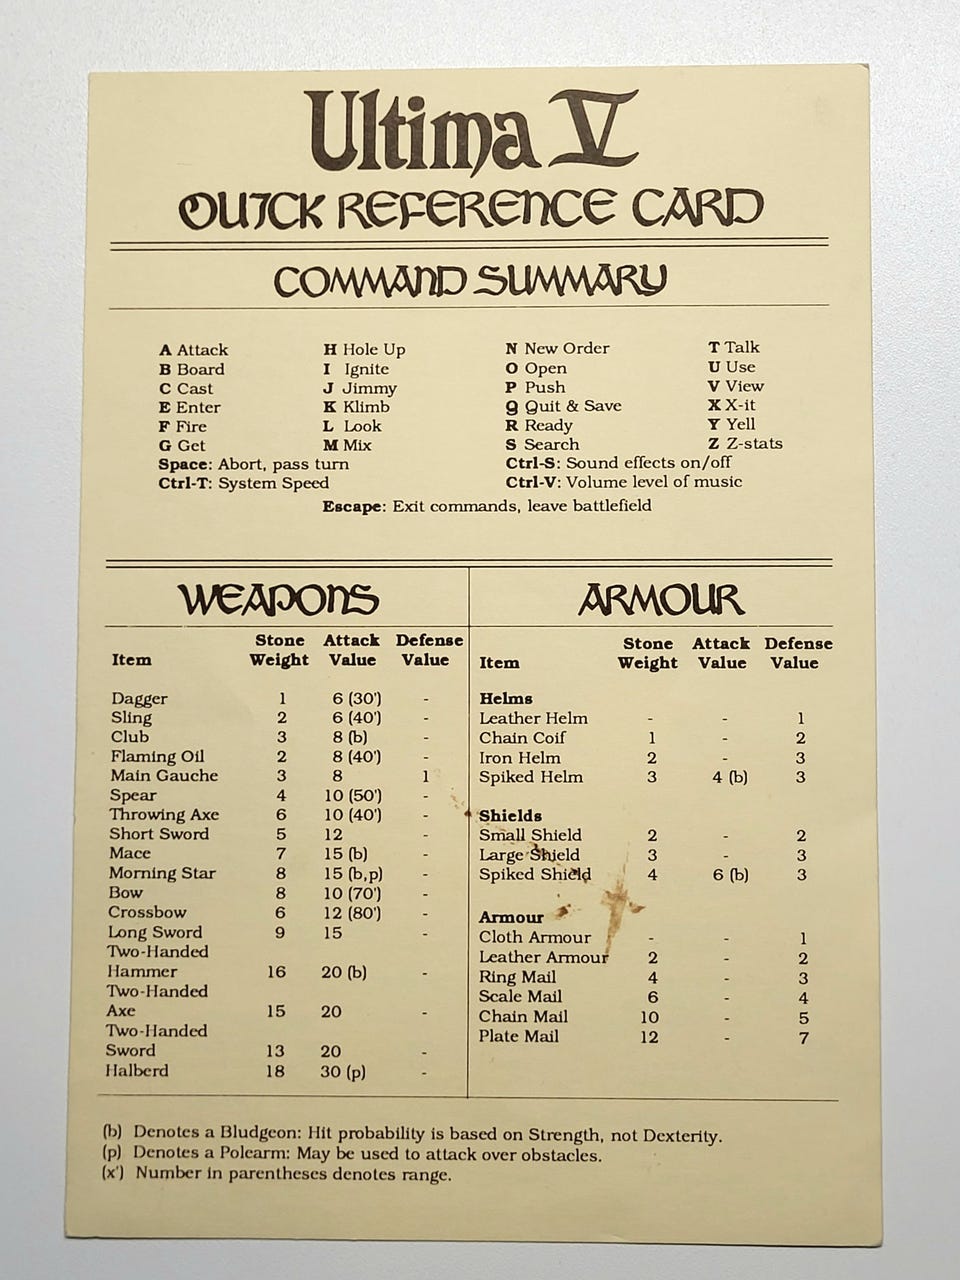 Ultima V
QUICK REFERENCE CARD
COMMAND SUMMARY
A Attack H Hole Up N New Order T Talk
B Board I Ignite O Open U Use
C Cast J Jimmy P Push V View
E Enter K Klimb Q Quit & Save X X-it
F Fire L Look R Ready Y Yell
G Get M Mix S Search Z Z-stats
Space: Abort, pass turn Ctrl-S: Sound effects on/off
Ctrl-T: System Speed Ctrl-V: Volume level of music
Escape: Exit commands, leave battlefield
WEAPONS
Stone Attack Defense
Item Weight Value Value
Dagger 1 6 (30') -
Sling 2 6 (40') -
Club 3 8 (b) -
Flaming Oil 2 8 (40') -
Main Gauche 3 8 1
Spear 4 10 (50') -
Throwing Axe 6 10 (40') -
Short Sword 5 12 -
Mace 7 15 (b) -
Morning Star 8 15 (b,p) -
Bow 8 10 (70') -
Crossbow 6 12 (80') -
Long Sword 9 15 -
Two-Handed
Hammer 16 20 (b) -
Two-Handed
Axe 15 20 -
Two-Handed
Sword 13 20 -
Halberd 18 30 (p) -
ARMOUR
Stone Attack Defense
Item Weight Value Value
Helms
Leather Helm - - 1
Chain Coif 1 - 2
Iron Helm 2 - 3
Spiked Helm 3 4 (b) 3
Shields
Small Shield 2 - 2
Large Shield 3 - 3
Spiked Shield 4 6 (b) 3
Armour
Cloth Armour - - 1
Leather Armour 2 - 2
Ring Mail 4 - 3
Scale Mail 6 - 4
Chain Mail 10 - 5
Plate Mail 12 - 7
(b) Denotes a Bludgeon: Hit probability is based on Strength, not Dexterity.
(p) Denotes a Polearm: May be used to attack over obstacles.
(x') Number in parentheses denotes range.